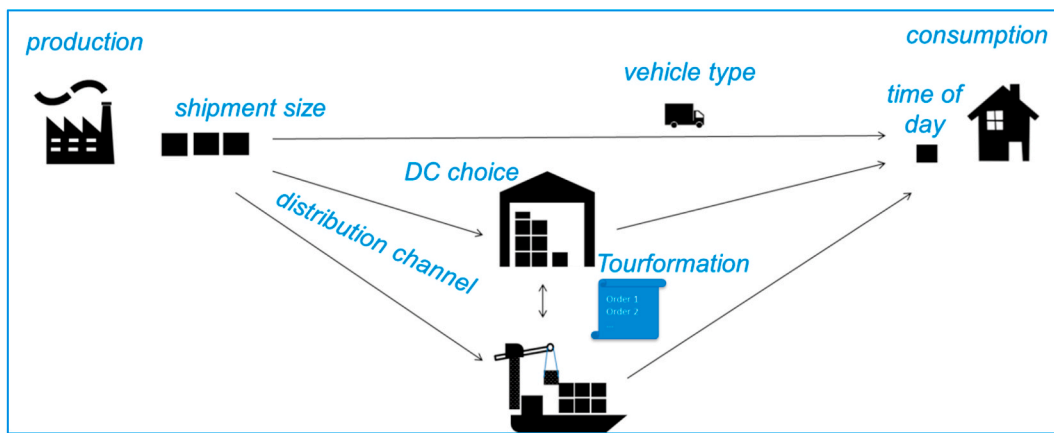 production
consumption
vehicle type
shipment size
time of
day
DC choice
distribution channel
Tourformation
Order 1
Order 2
...